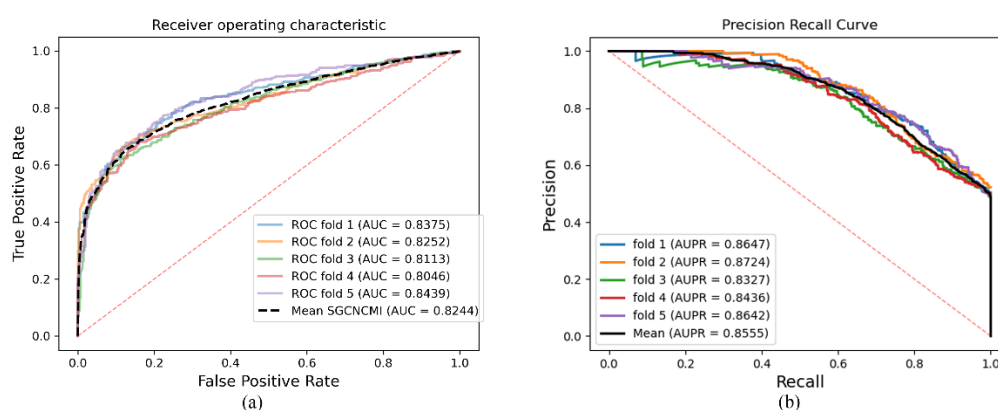 Receiver operating characteristic
True Positive Rate
1.0
0.8
0.6
0.4
0.2
0.0
ROC fold 1 (AUC = 0.8375)
ROC fold 2 (AUC = 0.8252)
ROC fold 3 (AUC = 0.8113)
ROC fold 4 (AUC = 0.8046)
ROC fold 5 (AUC = 0.8439)
Mean SGCNCMI (AUC = 0.8244)
0.0 0.2 0.4 0.6 0.8 1.0
False Positive Rate
(a)
Precision Recall Curve
Precision
1.0
0.8
0.6
0.4
0.2
0.0
fold 1 (AUPR = 0.8647)
fold 2 (AUPR = 0.8724)
fold 3 (AUPR = 0.8327)
fold 4 (AUPR = 0.8436)
fold 5 (AUPR = 0.8642)
Mean (AUPR = 0.8555)
0.0 0.2 0.4 0.6 0.8 1.0
Recall
(b)